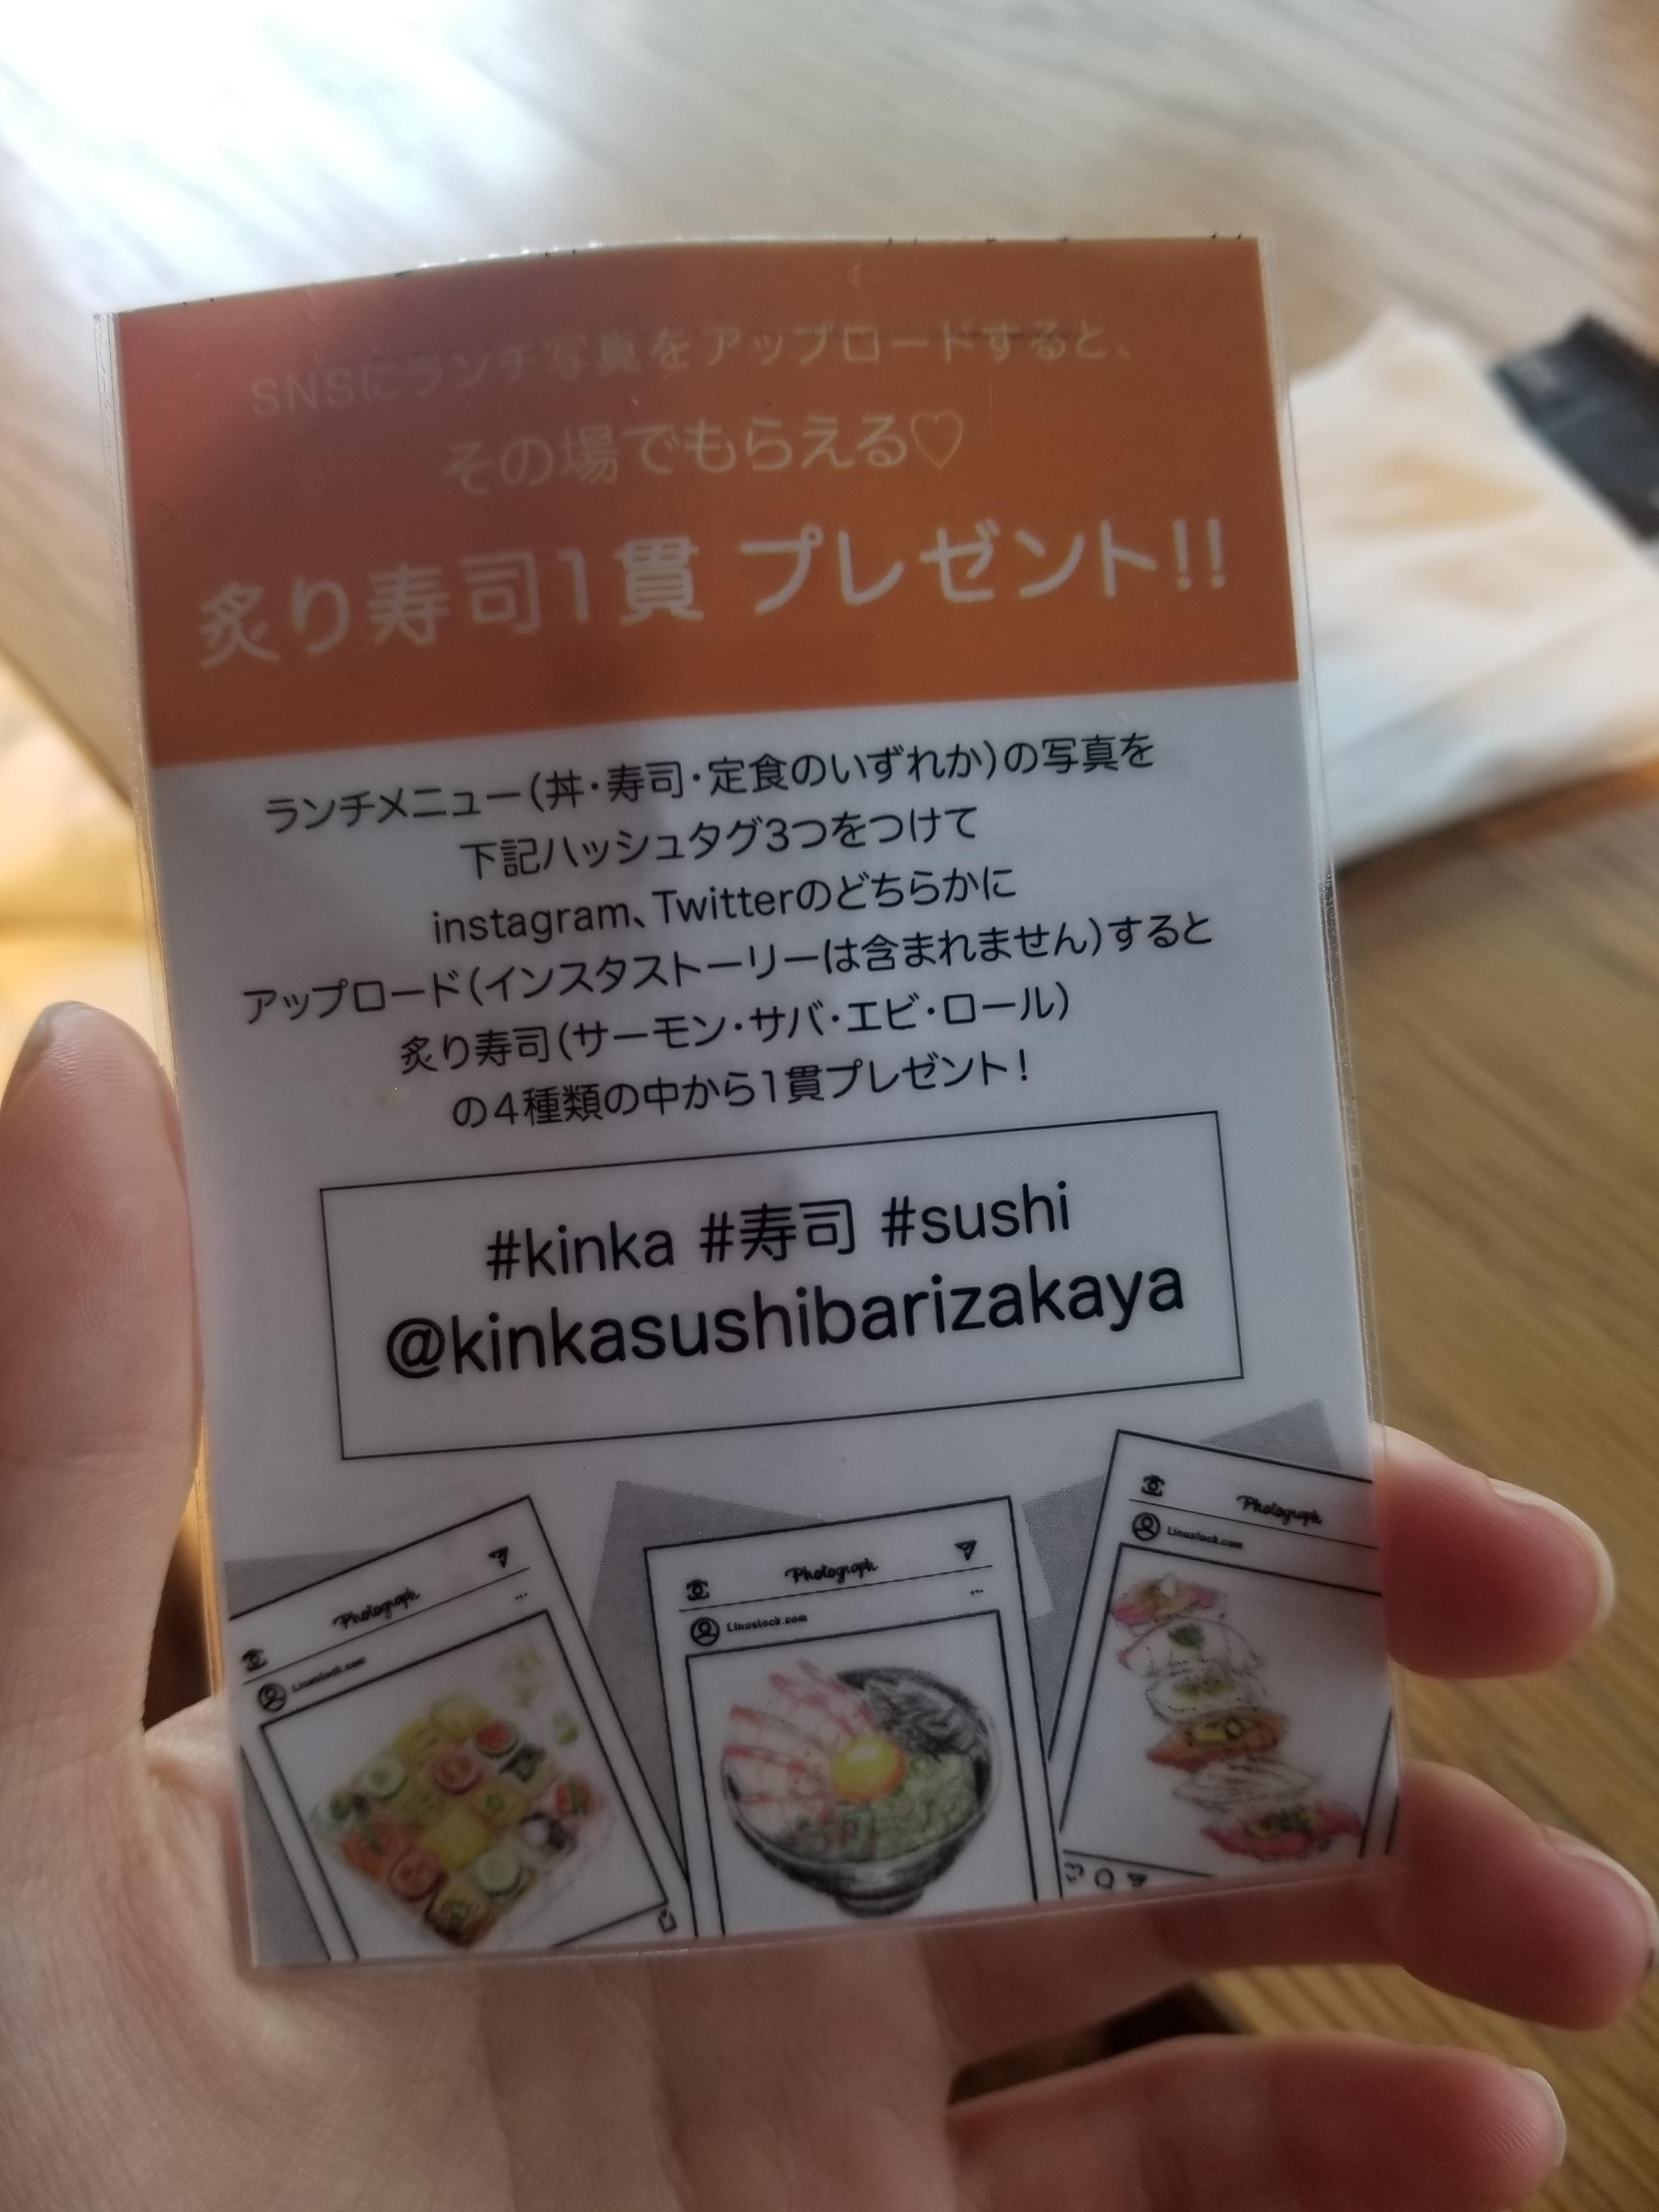 SNSにランチ写真をアップロードすると、
その場でもらえる♡
炙り寿司1貫 プレゼント!!
ランチメニュー(丼・寿司・定食のいずれか)の写真を
下記ハッシュタグ3つをつけて
instagram、Twitterのどちらかに
アップロード(インスタストーリーは含まれません)すると
炙り寿司(サーモン・サバ・エビ・ロール)
の4種類の中から1貫プレゼント!
#kinka #寿司 #sushi
@kinkasushibarizakaya
Photograph
Linustock.com
Photograph
Linustock.com
Photograph
Linustock.com